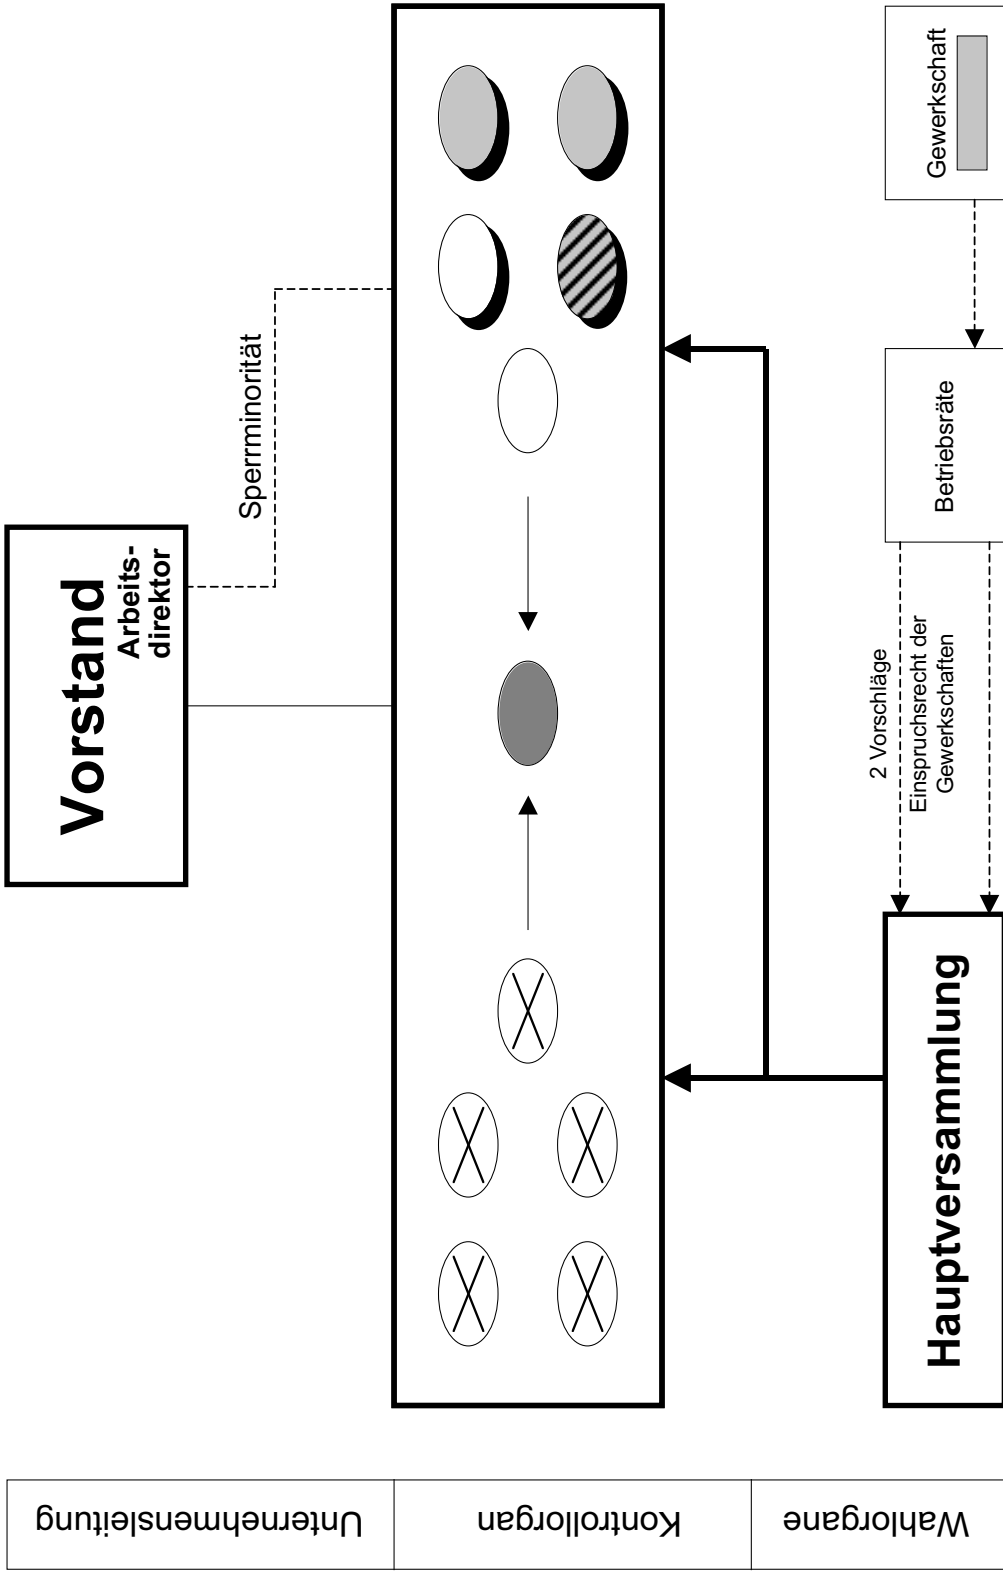 Unternehmensleitung
Vorstand
Arbeits-
direktor
Sperrminorität
Kontrollorgan
Wahlorgane
Hauptversammlung
2 Vorschläge
Einspruchsrecht der
Gewerkschaften
Betriebsräte
Gewerkschaft